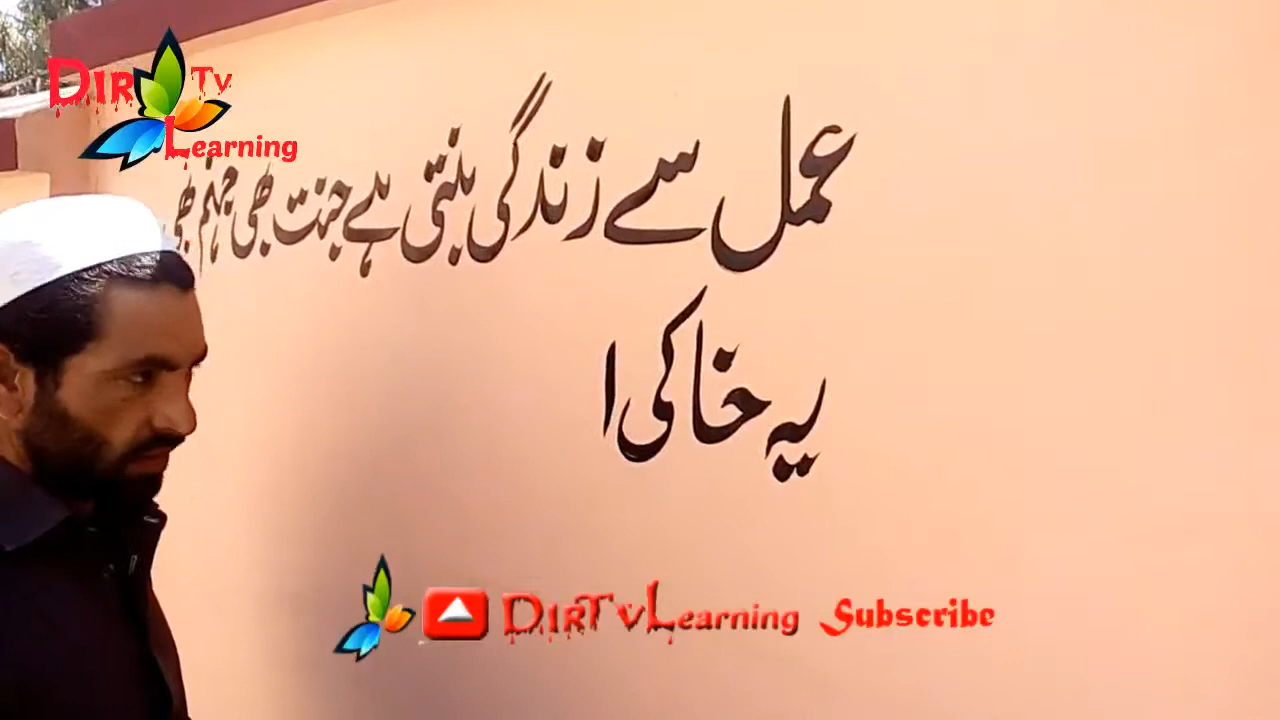 DIR Tv
Learning
عمل سے زندگی بنتی ہے جنت بھی جہنم بھی
یہ خاکی ا
DIRTvLearning Subscribe